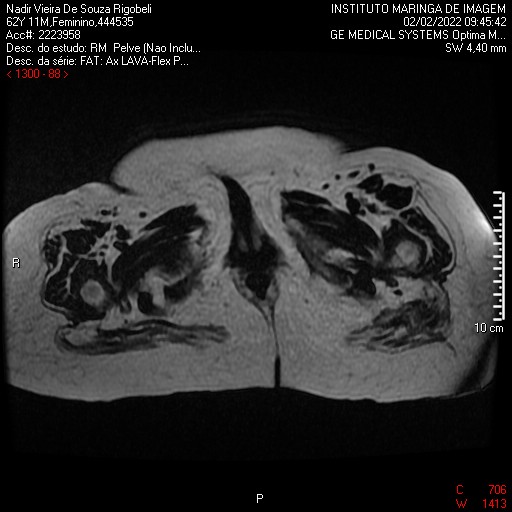 Nadir Vieira De Souza Rigobeli
62Y 11M,Feminino,444535
Acc#: 2223958
Desc. do estudo: RM Pelve (Nao Inclu...
Desc. da série: FAT: Ax LAVA-Flex P...
< 1300 - 88 >
INSTITUTO MARINGA DE IMAGEM
02/02/2022 09:45:42
GE MEDICAL SYSTEMS Optima M...
SW 4,40 mm
R
10 cm
P
C 706
W 1413